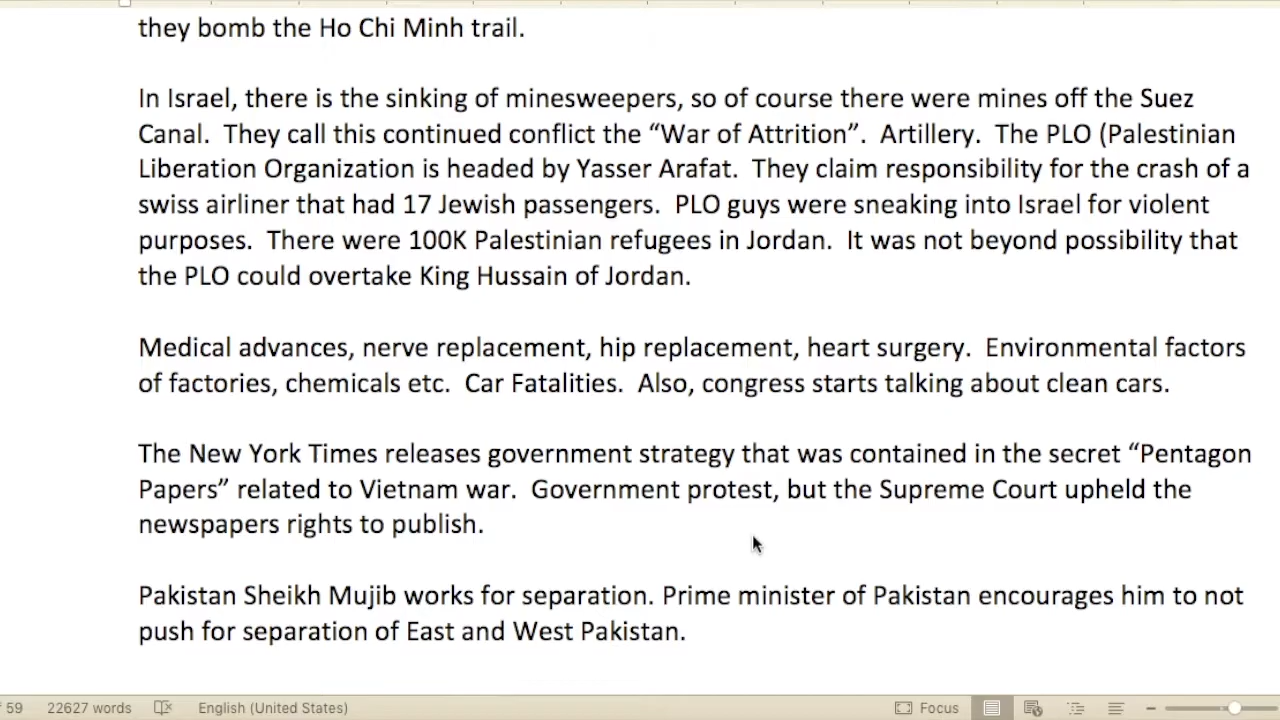 they bomb the Ho Chi Minh trail.
In Israel, there is the sinking of minesweepers, so of course there were mines off the Suez
Canal.  They call this continued conflict the “War of Attrition”.  Artillery.  The PLO (Palestinian
Liberation Organization is headed by Yasser Arafat.  They claim responsibility for the crash of a
swiss airliner that had 17 Jewish passengers.  PLO guys were sneaking into Israel for violent
purposes.  There were 100K Palestinian refugees in Jordan.  It was not beyond possibility that
the PLO could overtake King Hussain of Jordan.
Medical advances, nerve replacement, hip replacement, heart surgery.  Environmental factors
of factories, chemicals etc.  Car Fatalities.  Also, congress starts talking about clean cars.
The New York Times releases government strategy that was contained in the secret “Pentagon
Papers” related to Vietnam war.  Government protest, but the Supreme Court upheld the
newspapers rights to publish.
Pakistan Sheikh Mujib works for separation. Prime minister of Pakistan encourages him to not
push for separation of East and West Pakistan.
59 22627 words English (United States) Focus